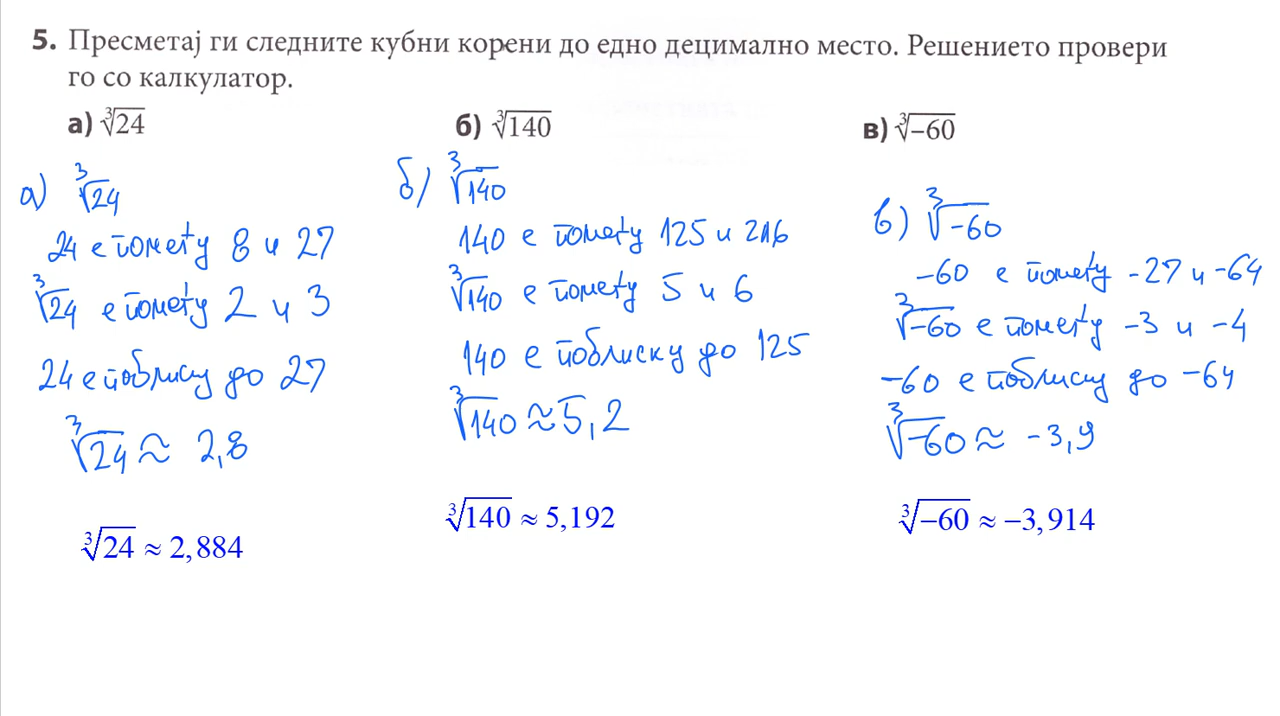 5. Пресметај ги следните кубни корени до едно децимално место. Решението провери
го со калкулатор.
а) ∛24
б) ∛140
в) ∛−60
а) ∛24
24 е помеѓу 8 и 27
∛24 е помеѓу 2 и 3
24 е поблиску до 27
∛24 ≈ 2,8
∛24 ≈ 2,884
б) ∛140
140 е помеѓу 125 и 216
∛140 е помеѓу 5 и 6
140 е поблиску до 125
∛140 ≈ 5,2
∛140 ≈ 5,192
в) ∛−60
−60 е помеѓу −27 и −64
∛−60 е помеѓу −3 и −4
−60 е поблиску до −64
∛−60 ≈ −3,9
∛−60 ≈ −3,914